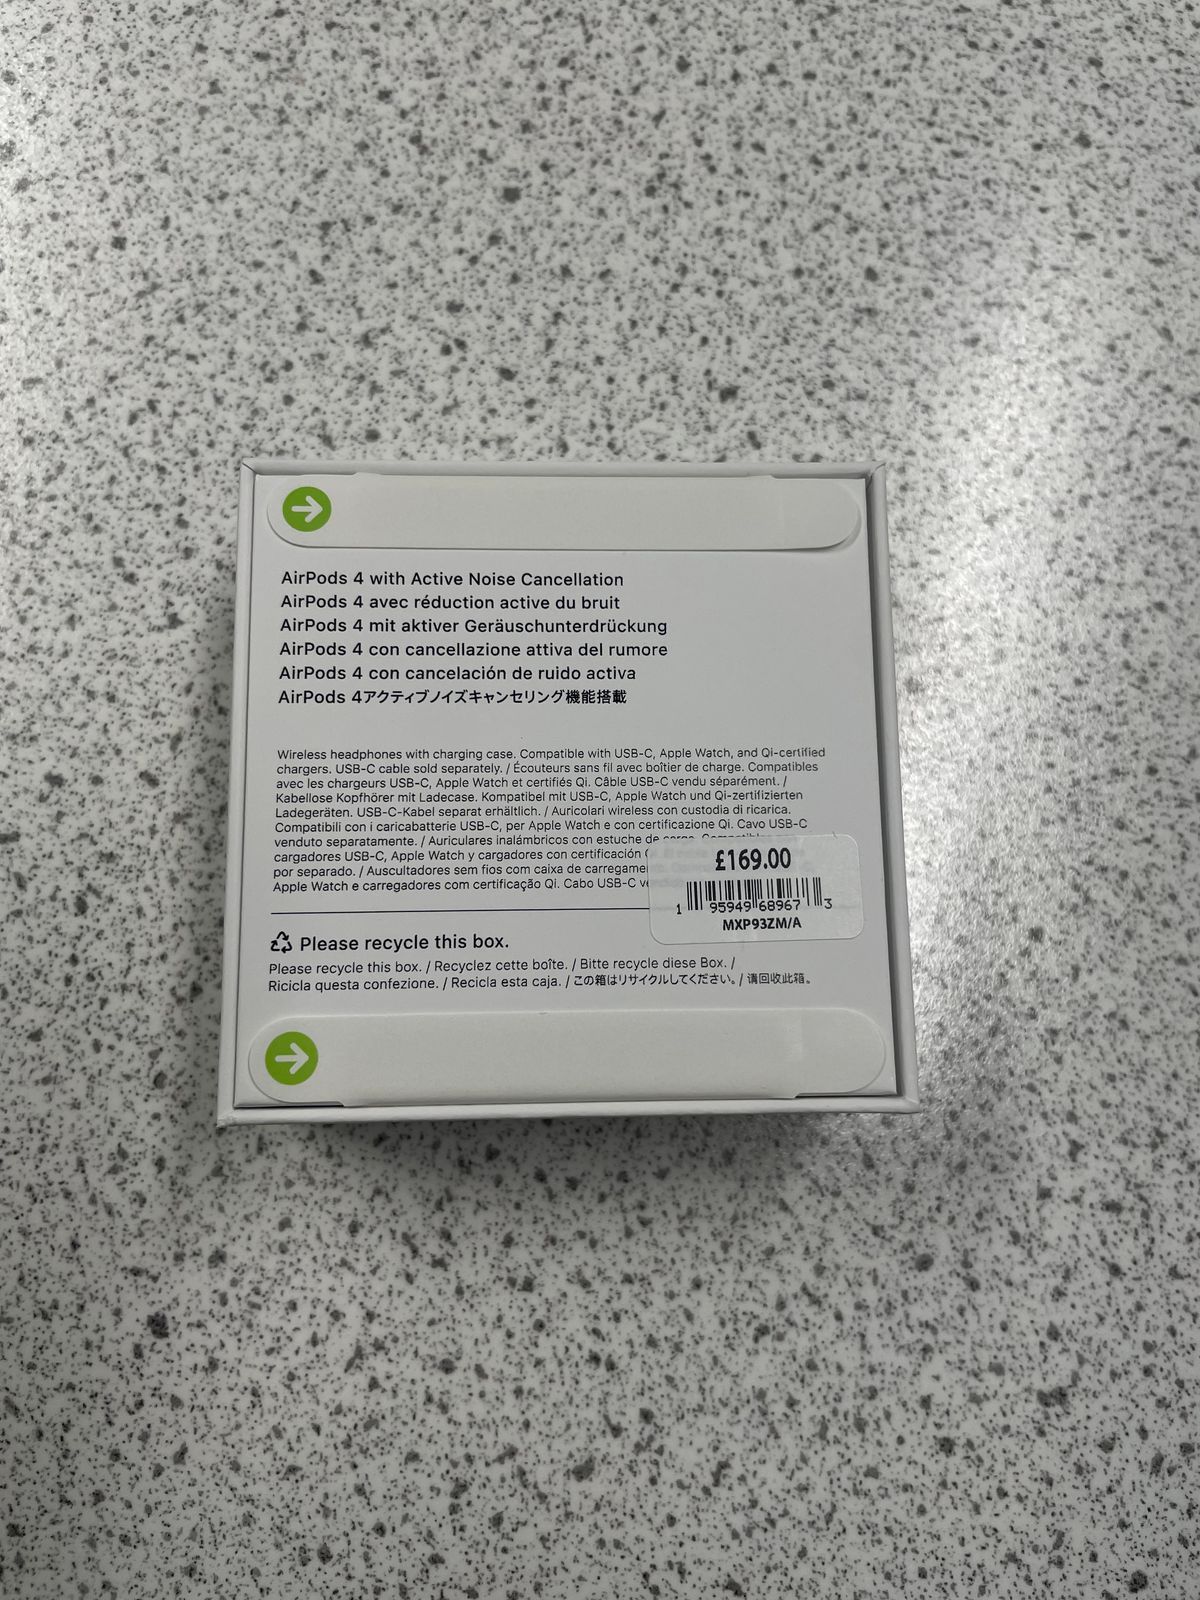 AirPods 4 with Active Noise Cancellation
AirPods 4 avec réduction active du bruit
AirPods 4 mit aktiver Geräuschunterdrückung
AirPods 4 con cancellazione attiva del rumore
AirPods 4 con cancelación de ruido activa
AirPods 4アクティブノイズキャンセリング機能搭載
Wireless headphones with charging case. Compatible with USB-C, Apple Watch, and Qi-certified
chargers. USB-C cable sold separately. / Écouteurs sans fil avec boîtier de charge. Compatibles
avec les chargeurs USB-C, Apple Watch et certifiés Qi. Câble USB-C vendu séparément. /
Kabellose Kopfhörer mit Ladecase. Kompatibel mit USB-C, Apple Watch und Qi-zertifizierten
Ladegeräten. USB-C-Kabel separat erhältlich. / Auricolari wireless con custodia di ricarica.
Compatibili con i caricabatterie USB-C, per Apple Watch e con certificazione Qi. Cavo USB-C
venduto separatamente. / Auriculares inalámbricos con estuche de
cargadores USB-C, Apple Watch y cargadores con certificación
por separado. / Auscultadores sem fios com caixa de
Apple Watch e carregadores com certificação Qi. Cabo USB-C
£169.00
1 95949 68967 3
MXP93ZM/A
Please recycle this box.
Please recycle this box. / Recyclez cette boîte. / Bitte recycle diese Box. /
Ricicla questa confezione. / Recicla esta caja. / この箱はリサイクルしてください。/ 请回收此箱。